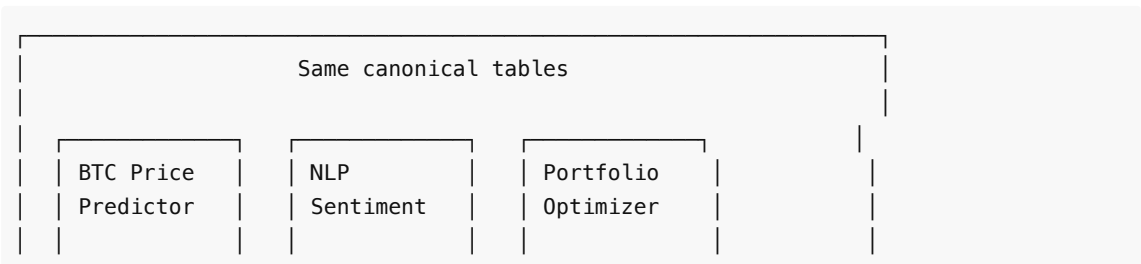 Same canonical tables
BTC Price NLP Portfolio
Predictor Sentiment Optimizer